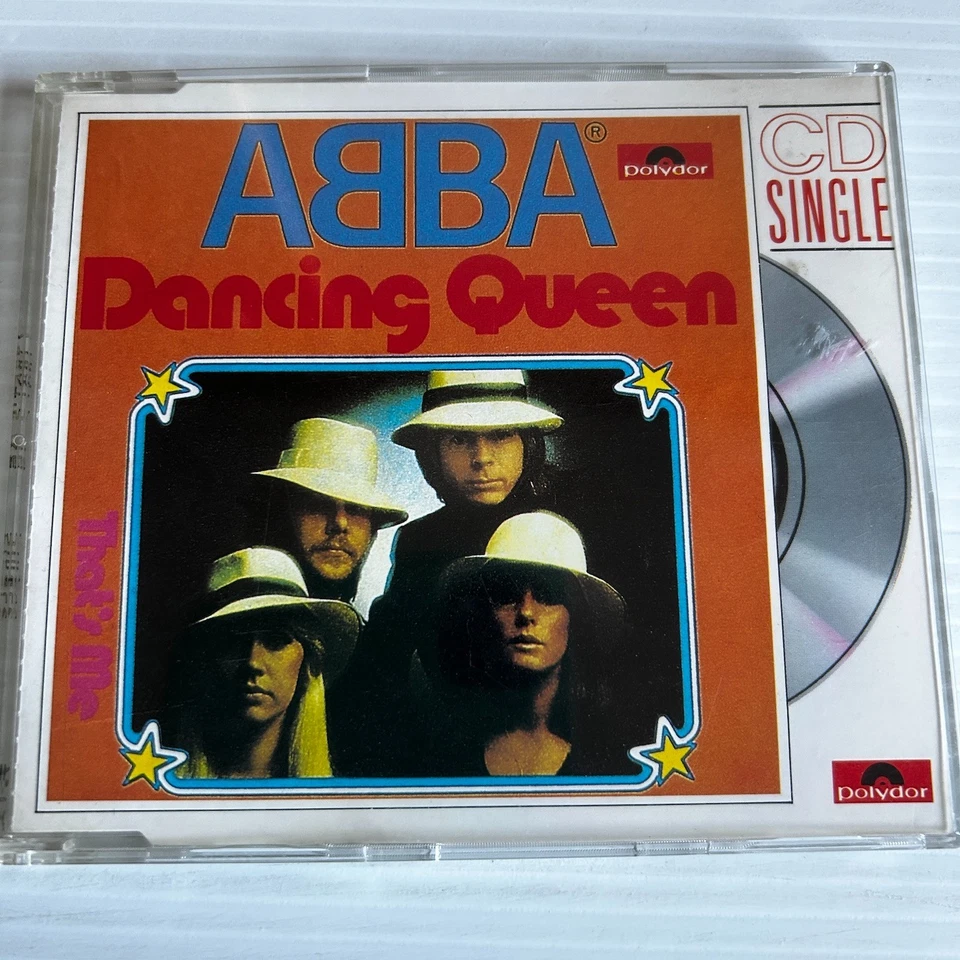 ABBA®
polydor
CD
SINGLE
Dancing Queen
That's Me
polydor